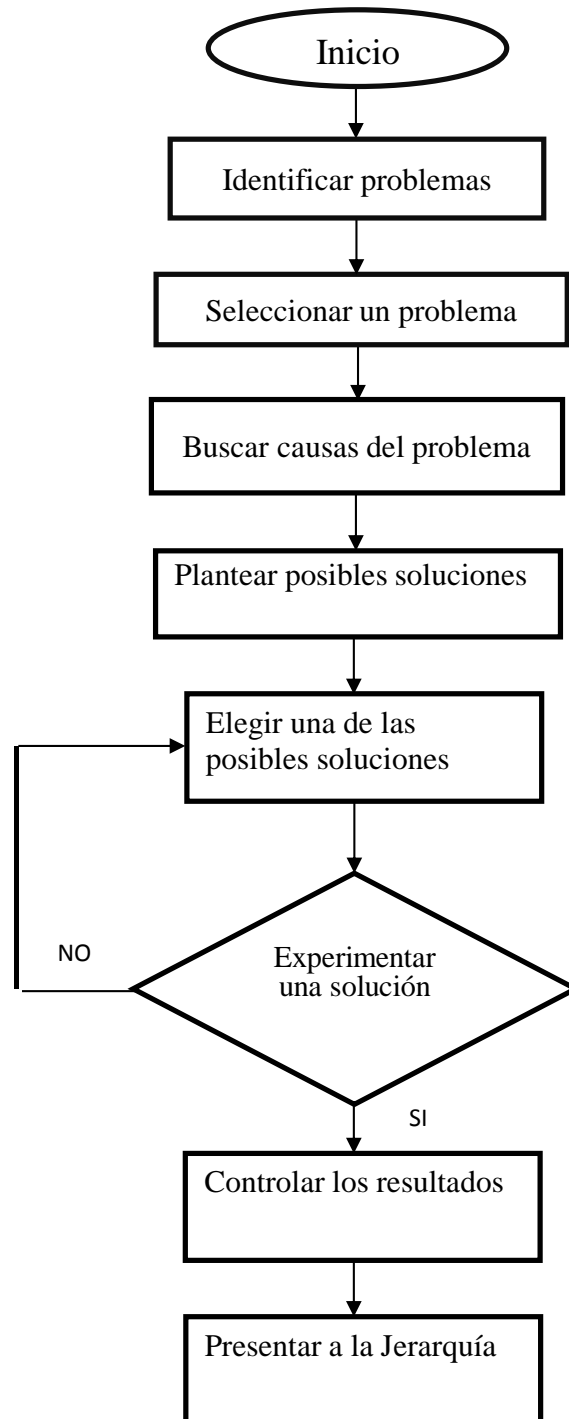 Inicio
Identificar problemas
Seleccionar un problema
Buscar causas del problema
Plantear posibles soluciones
Elegir una de las
posibles soluciones
NO
Experimentar
una solución
SI
Controlar los resultados
Presentar a la Jerarquía